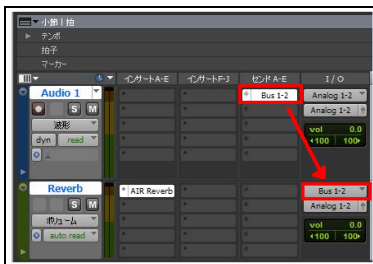 小節|拍
テンポ
拍子
マーカー
インサートA-E インサートF-J センド A-E I / O
Audio 1 Bus 1-2 Analog 1-2
S M Analog 1-2
波形 vol 0.0
dyn read 100 100
Reverb AIR Reverb Bus 1-2
S M Analog 1-2
ボリューム vol 0.0
auto read 100 100